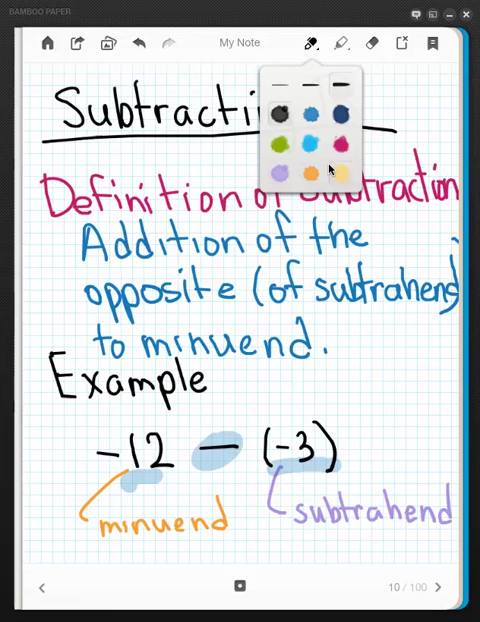 BAMBOO PAPER
My Note
Subtracti
Definition of Subtraction
Addition of the
opposite (of subtrahend)
to minuend.
Example
-12 — (-3)
minuend
subtrahend
10 / 100